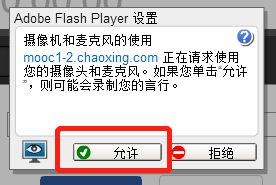 Adobe Flash Player 设置
摄像机和麦克风的使用
mooc1-2.chaoxing.com 正在请求使用
您的摄像头和麦克风。如果您单击“允许
”，则可能会录制您的言行。
允许
拒绝